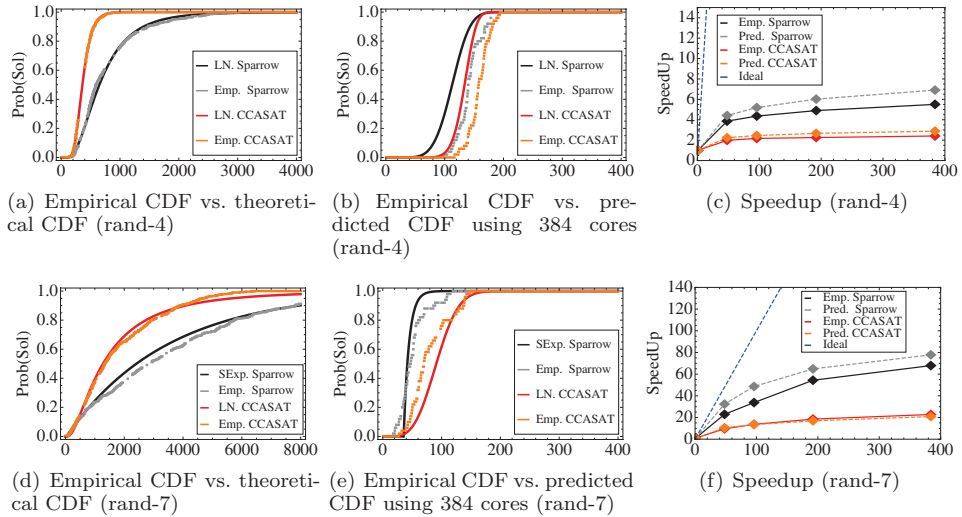 Prob(Sol)
1.0
0.8
0.6
0.4
0.2
0.0
0 1000 2000 3000 4000
LN. Sparrow
Emp. Sparrow
LN. CCASAT
Emp. CCASAT
(a) Empirical CDF vs. theoreti-
cal CDF (rand-4)
Prob(Sol)
1.0
0.8
0.6
0.4
0.2
0.0
0 100 200 300 400
LN. Sparrow
Emp. Sparrow
LN. CCASAT
Emp. CCASAT
(b) Empirical CDF vs. pre-
dicted CDF using 384 cores
(rand-4)
SpeedUp
14
12
10
8
6
4
2
0
0 100 200 300 400
Emp. Sparrow
Pred. Sparrow
Emp. CCASAT
Pred. CCASAT
Ideal
(c) Speedup (rand-4)
Prob(Sol)
1.0
0.8
0.6
0.4
0.2
0.0
0 2000 4000 6000 8000
SExp. Sparrow
Emp. Sparrow
LN. CCASAT
Emp. CCASAT
(d) Empirical CDF vs. theoreti-
cal CDF (rand-7)
Prob(Sol)
1.0
0.8
0.6
0.4
0.2
0.0
0 100 200 300 400
SExp. Sparrow
Emp. Sparrow
LN. CCASAT
Emp. CCASAT
(e) Empirical CDF vs. predicted
CDF using 384 cores (rand-7)
SpeedUp
140
120
100
80
60
40
20
0
0 100 200 300 400
Emp. Sparrow
Pred. Sparrow
Emp. CCASAT
Pred. CCASAT
Ideal
(f) Speedup (rand-7)